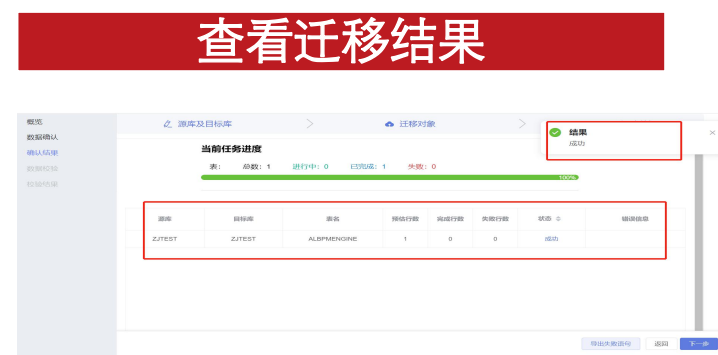 查看迁移结果
概览
数据确认
确认结果
数据校验
校验结果
源库及目标库
迁移对象
结果
成功
当前任务进度
表： 总数：1 进行中：0 已完成：1 失败：0
100%
源库 目标库 表名 预估行数 完成行数 失败行数 状态 错误信息
ZJTEST ZJTEST ALBPMENGINE 1 0 0 成功
导出失败语句 返回 下一步